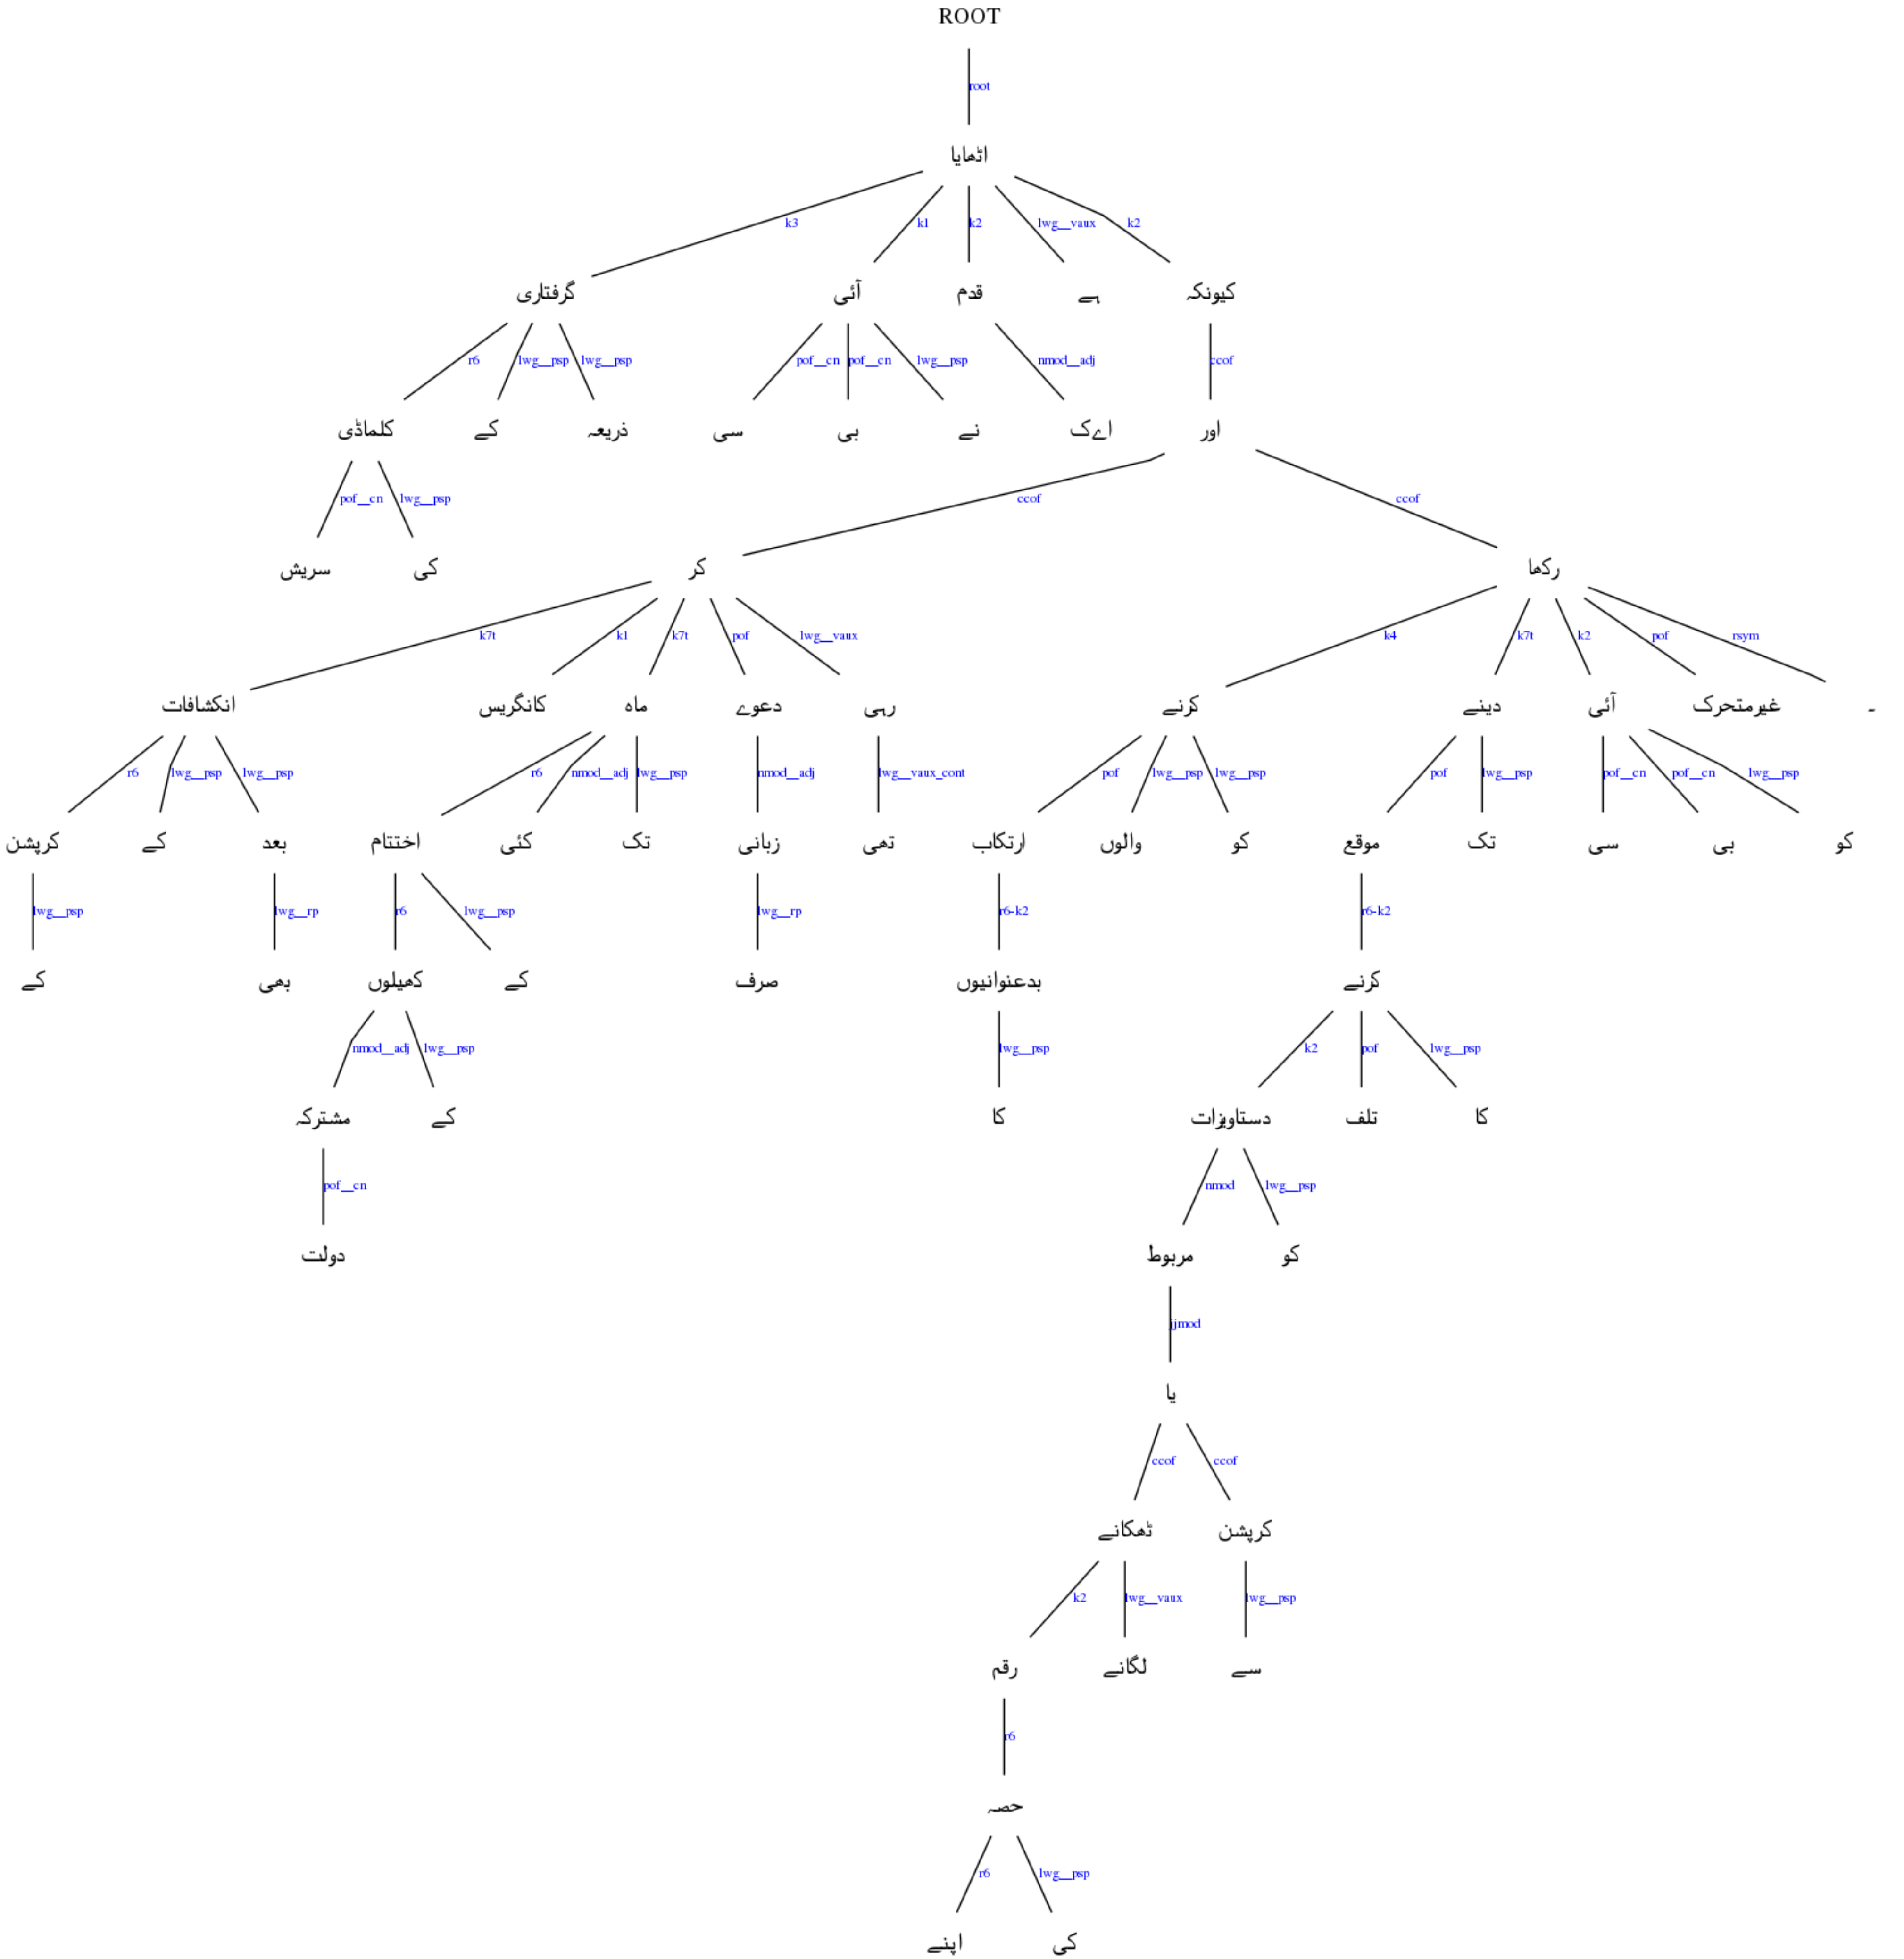 ROOT
root
اٹھایا
k3 k1 k2 lwg__vaux k2
گرفتاری آئی قدم ہے کیونکہ
r6 lwg__psp lwg__psp pof__cn pof__cn lwg__psp nmod__adj ccof
کلماڈی کے ذریعہ سی بی نے اےک اور
pof__cn lwg__psp ccof ccof
سریش کی کر رکھا
k7t k1 k7t pof lwg__vaux k4 k7t k2 pof rsym
انکشافات کانگریس ماہ دعوے رہی کرنے دینے آئی غیرمتحرک ۔
r6 lwg__psp lwg__psp r6 nmod__adj lwg__psp nmod__adj lwg__vaux_cont pof lwg__psp lwg__psp pof lwg__psp pof__cn pof__cn lwg__psp
کرپشن کے بعد اختتام کئی تک زبانی تھی ارتکاب والوں کو موقع تک سی بی کو
lwg__psp lwg__rp r6 lwg__psp lwg__rp r6-k2 r6-k2
کے بھی کھیلوں کے صرف بدعنوانیوں کرنے
nmod__adj lwg__psp lwg__psp k2 pof lwg__psp
مشترکہ کے کا دستاویزات تلف کا
pof__cn nmod lwg__psp
دولت مربوط کو
jjmod
یا
ccof ccof
ٹھکانے کرپشن
k2 lwg__vaux lwg__psp
رقم لگانے سے
r6
حصہ
r6 lwg__psp
اپنے کی